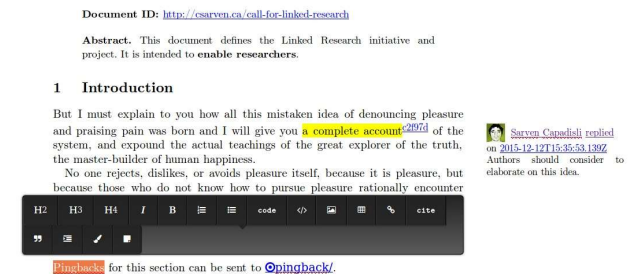 Document ID: http://csarven.ca/call-for-linked-research
Abstract. This document defines the Linked Research initiative and
project. It is intended to enable researchers.
1 Introduction
But I must explain to you how all this mistaken idea of denouncing pleasure
and praising pain was born and I will give you a complete account c2f97d of the
system, and expound the actual teachings of the great explorer of the truth,
the master-builder of human happiness.
No one rejects, dislikes, or avoids pleasure itself, because it is pleasure, but
because those who do not know how to pursue pleasure rationally encounter
Sarven Capadisli replied
on 2015-12-12T15:35:53.139Z
Authors should consider to
elaborate on this idea.
H2 H3 H4 I B code </> cite
Pingbacks for this section can be sent to pingback/.